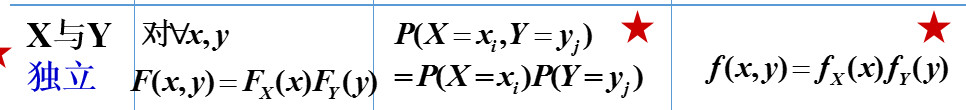 X与Y
独立
对∀x,y
F(x,y)=F_X(x)F_Y(y)
P(X=x_i,Y=y_j)
=P(X=x_i)P(Y=y_j)
f(x,y)=f_X(x)f_Y(y)